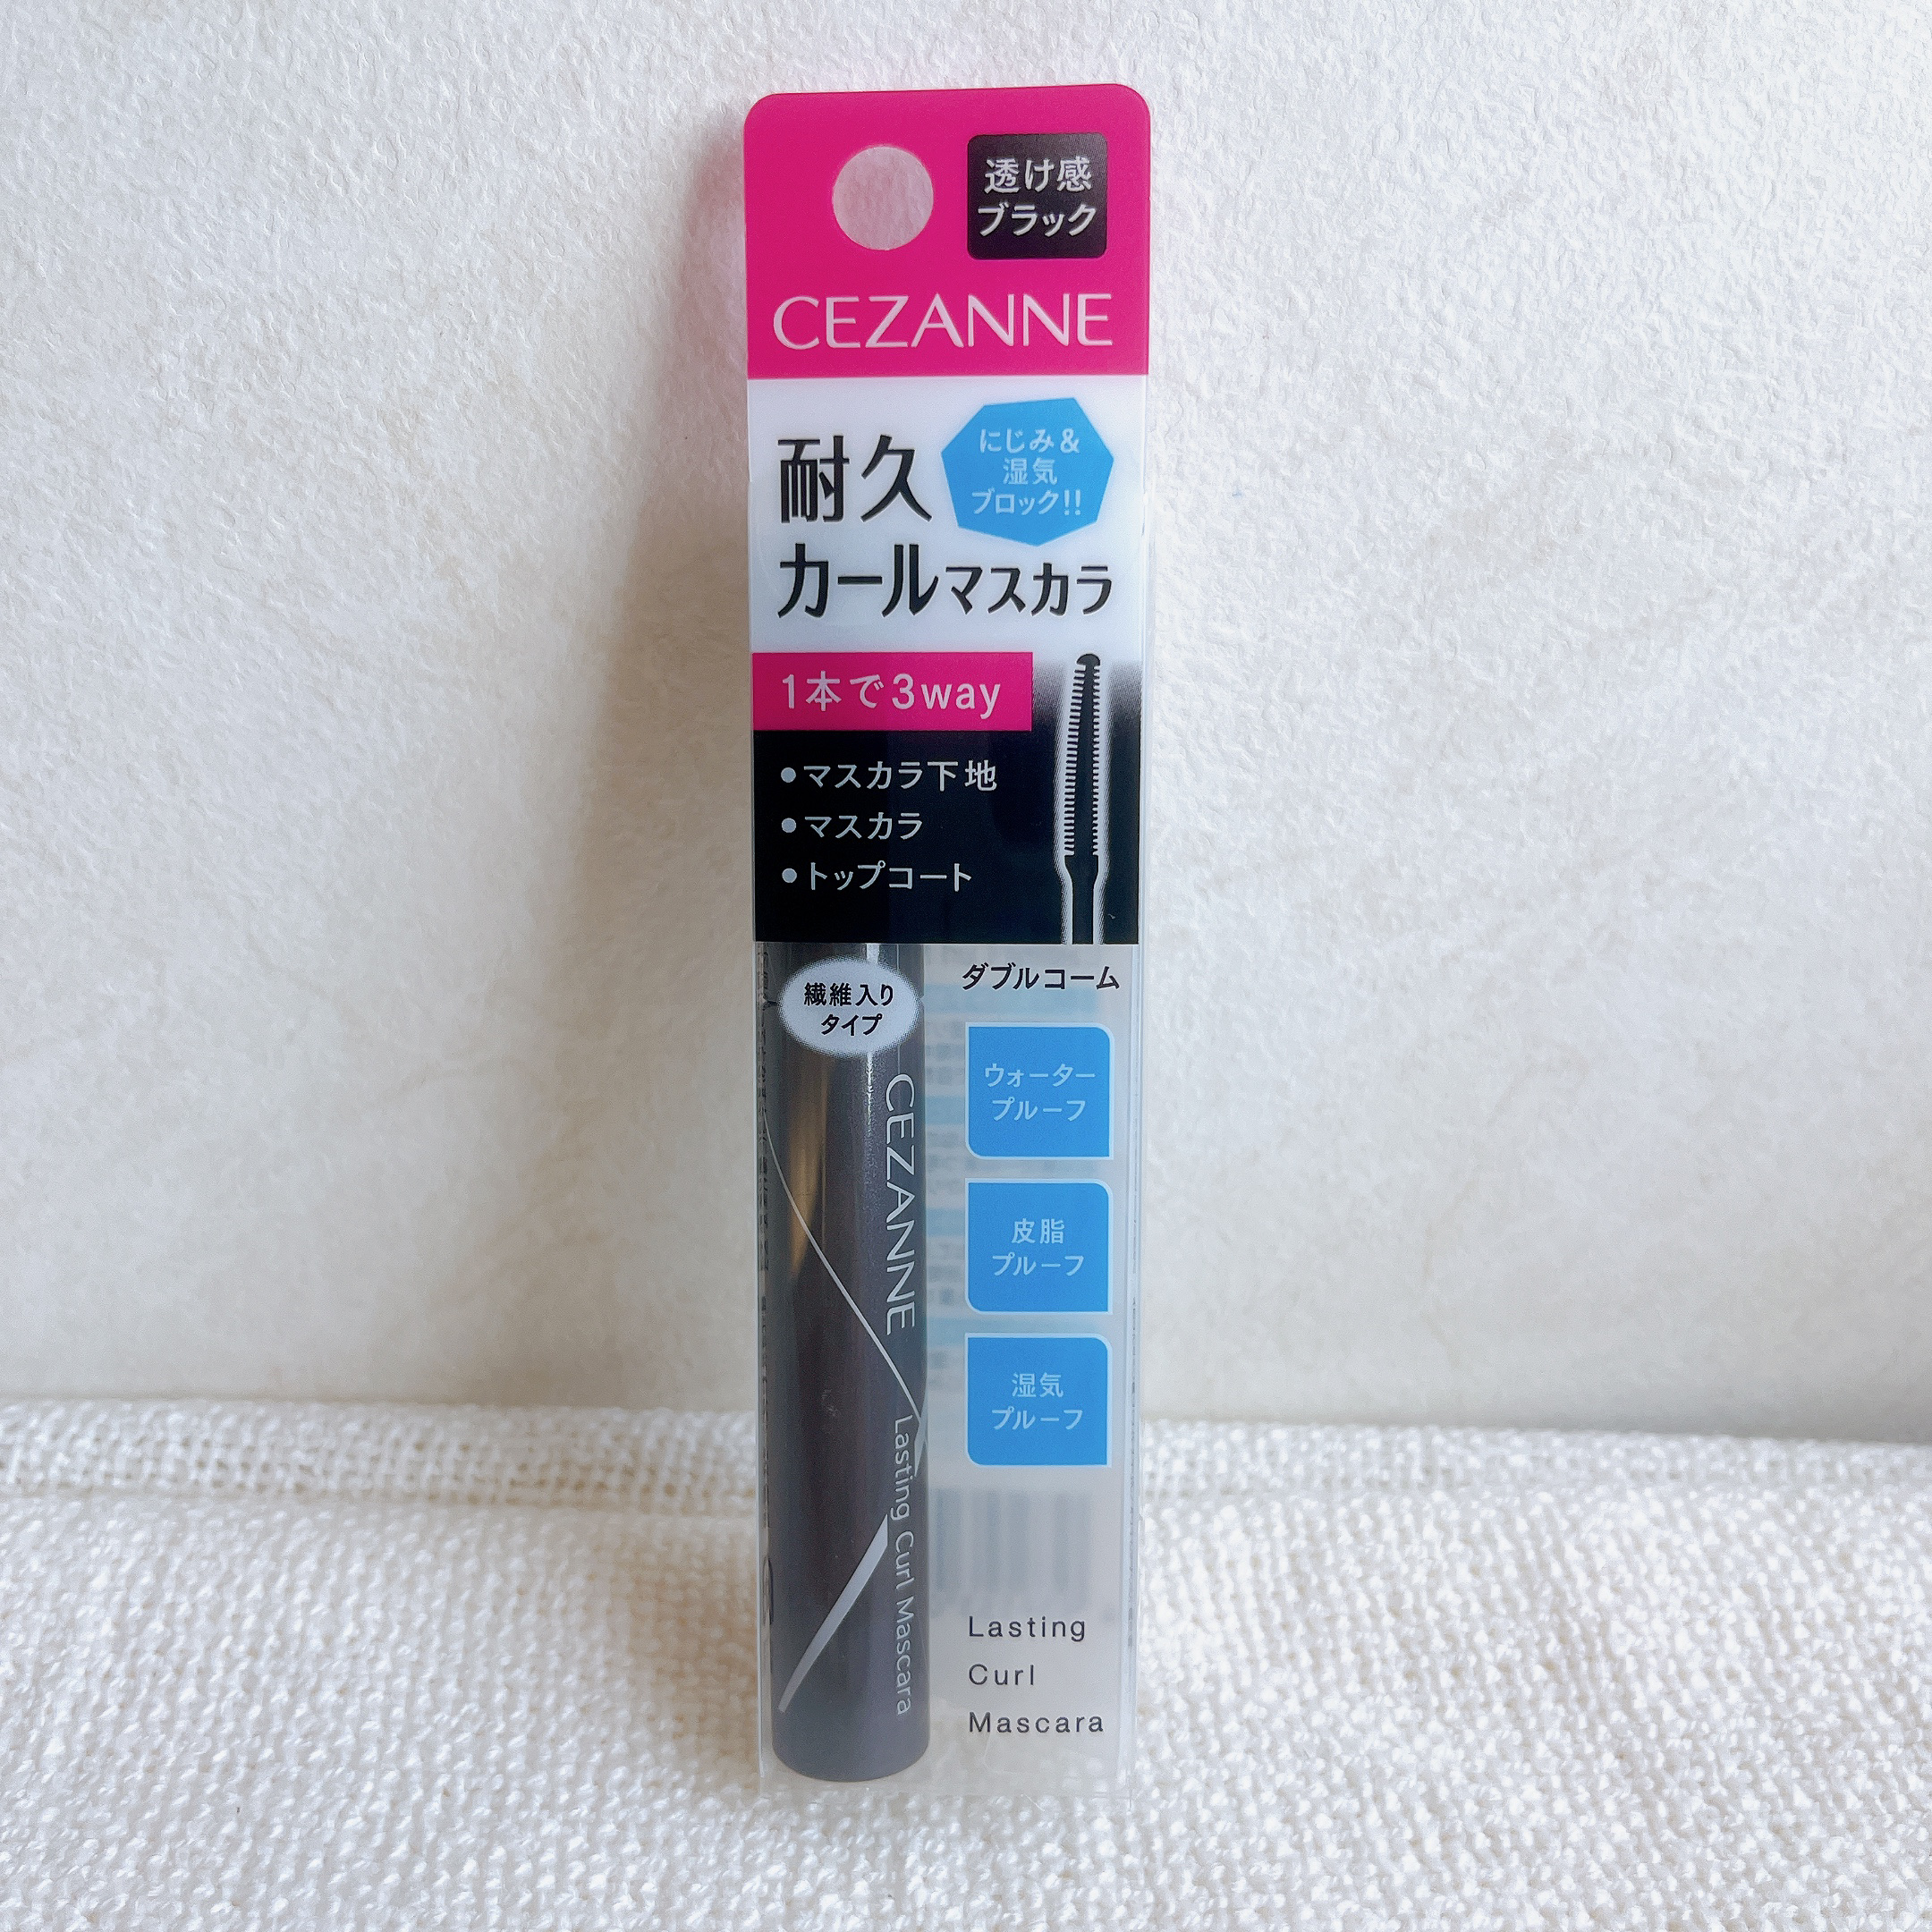 透け感
ブラック
CEZANNE
にじみ&
湿気
ブロック!!
耐久
カールマスカラ
1本で3way
●マスカラ下地
●マスカラ
●トップコート
ダブルコーム
繊維入り
タイプ
ウォーター
プルーフ
皮脂
プルーフ
湿気
プルーフ
CEZANNE
Lasting Curl Mascara
Lasting
Curl
Mascara